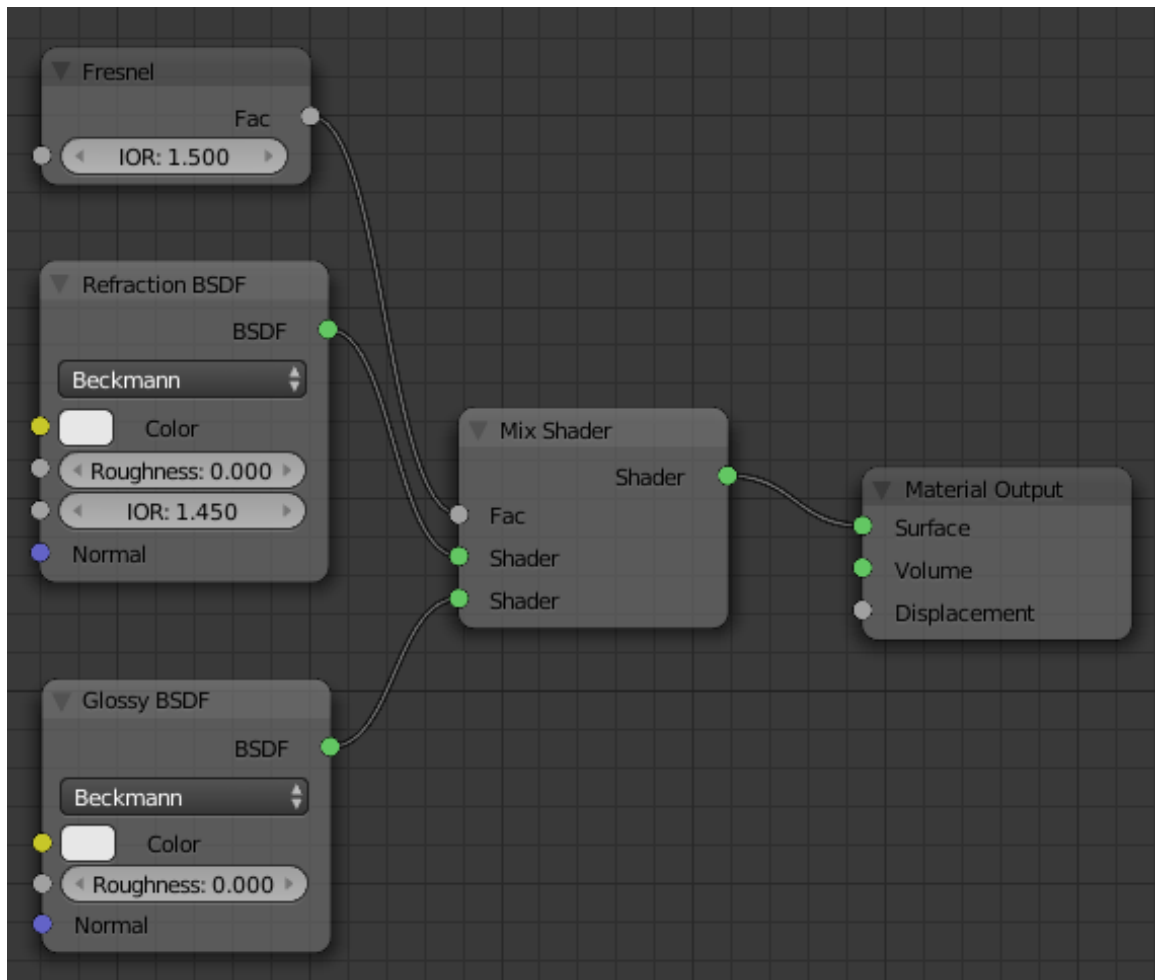 Fresnel
Fac
IOR: 1.500
Refraction BSDF
BSDF
Beckmann
Color
Roughness: 0.000
IOR: 1.450
Normal
Glossy BSDF
BSDF
Beckmann
Color
Roughness: 0.000
Normal
Mix Shader
Shader
Fac
Shader
Shader
Material Output
Surface
Volume
Displacement